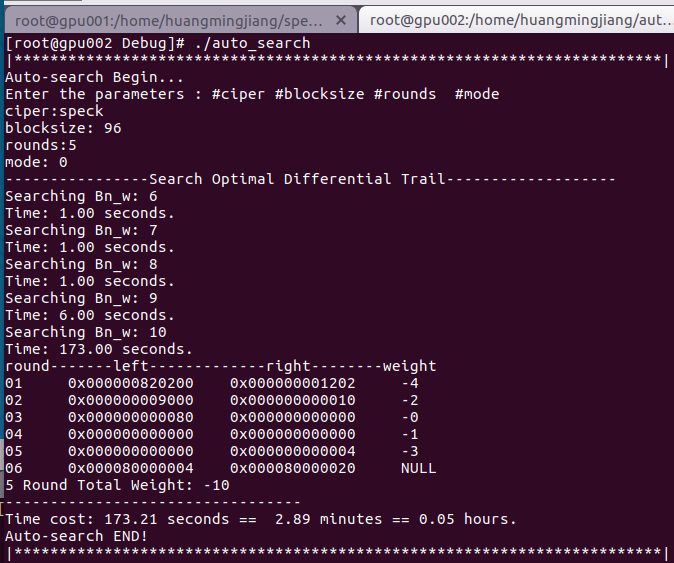 root@gpu001:/home/huangmingjiang/spe... × root@gpu002:/home/huangmingjiang/aut...
[root@gpu002 Debug]# ./auto_search
|************************************************************************|
Auto-search Begin...
Enter the parameters : #ciper #blocksize #rounds  #mode
ciper:speck
blocksize: 96
rounds:5
mode: 0
----------------Search Optimal Differential Trail-------------------
Searching Bn_w: 6
Time: 1.00 seconds.
Searching Bn_w: 7
Time: 1.00 seconds.
Searching Bn_w: 8
Time: 1.00 seconds.
Searching Bn_w: 9
Time: 6.00 seconds.
Searching Bn_w: 10
Time: 173.00 seconds.
round-------left-------------right--------weight
01     0x000000820200    0x000000001202     -4
02     0x000000009000    0x000000000010     -2
03     0x000000000080    0x000000000000     -0
04     0x000000000000    0x000000000000     -1
05     0x000000000000    0x000000000004     -3
06     0x000080000004    0x000080000020     NULL
5 Round Total Weight: -10
---------------------------------
Time cost: 173.21 seconds ==  2.89 minutes == 0.05 hours.
Auto-search END!
|************************************************************************|